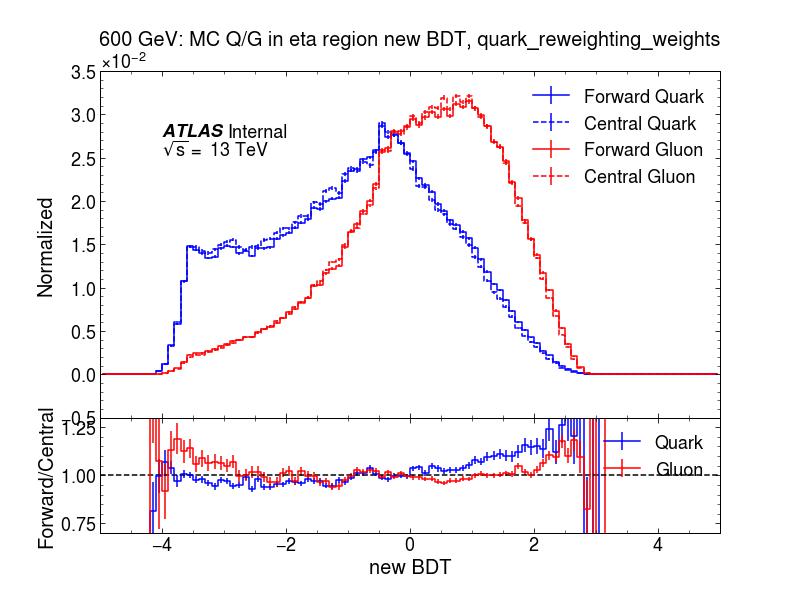 600 GeV: MC Q/G in eta region new BDT, quark_reweighting_weights
×10⁻²
3.5
3.0
2.5
2.0
1.5
1.0
0.5
0.0
Normalized
ATLAS Internal
√s = 13 TeV
Forward Quark
Central Quark
Forward Gluon
Central Gluon
1.25
1.00
0.75
Forward/Central
Quark
Gluon
−4
−2
0
2
4
new BDT